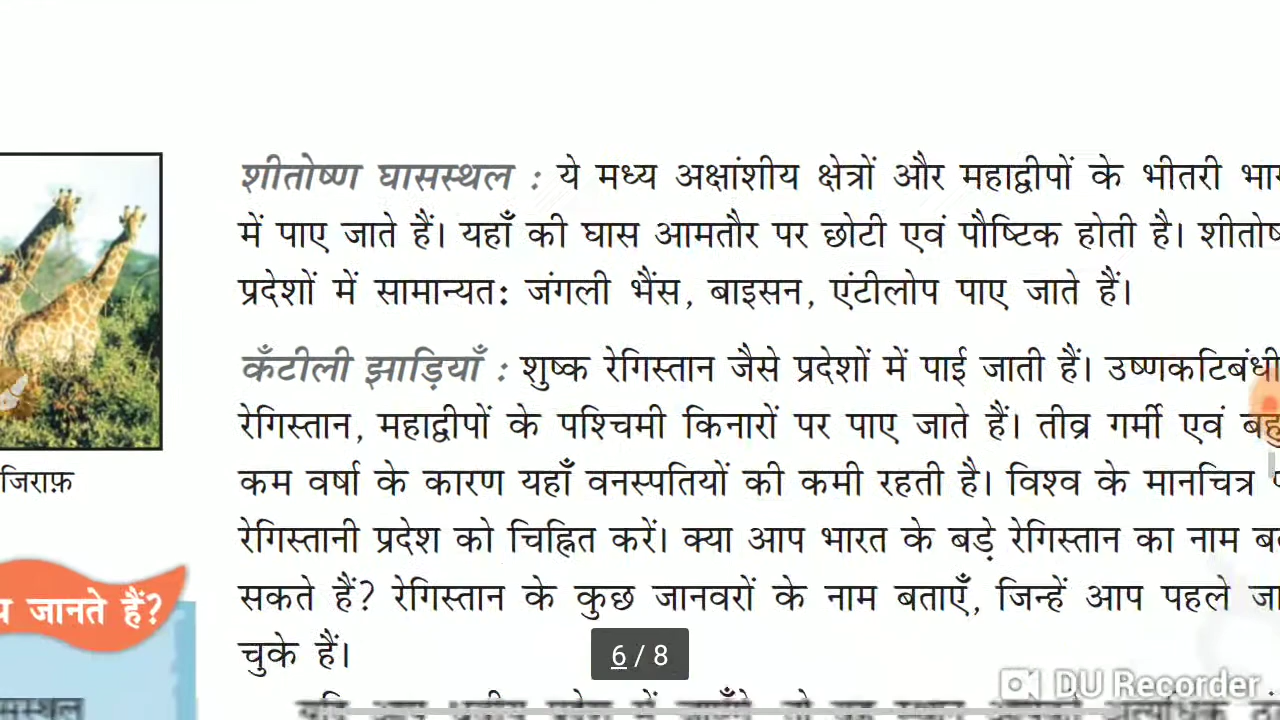 शीतोष्ण घासस्थल : ये मध्य अक्षांशीय क्षेत्रों और महाद्वीपों के भीतरी
में पाए जाते हैं। यहाँ की घास आमतौर पर छोटी एवं पौष्टिक होती है।
प्रदेशों में सामान्यतः जंगली भैंस, बाइसन, एंटीलोप पाए जाते हैं।
कँटीली झाड़ियाँ : शुष्क रेगिस्तान जैसे प्रदेशों में पाई जाती हैं।
रेगिस्तान, महाद्वीपों के पश्चिमी किनारों पर पाए जाते हैं। तीव्र गर्मी एवं
कम वर्षा के कारण यहाँ वनस्पतियों की कमी रहती है। विश्व के मानचित्र
रेगिस्तानी प्रदेश को चिह्नित करें। क्या आप भारत के बड़े रेगिस्तान का नाम
सकते हैं? रेगिस्तान के कुछ जानवरों के नाम बताएँ, जिन्हें आप पहले
चुके हैं।
जिराफ़
जानते हैं?
6 / 8
DU Recorder